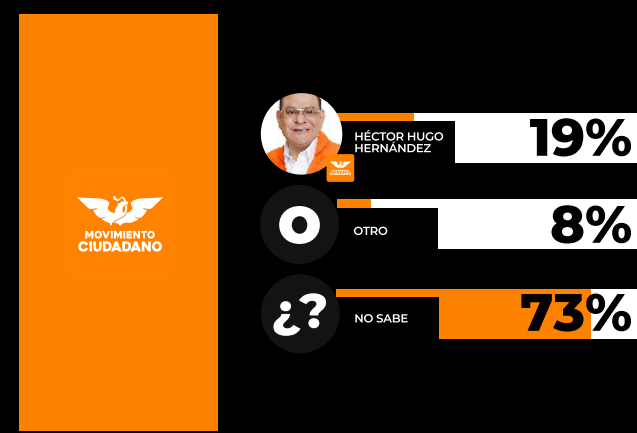 MOVIMIENTO
CIUDADANO
HÉCTOR HUGO
HERNÁNDEZ
19%
O
OTRO
8%
¿?
NO SABE
73%